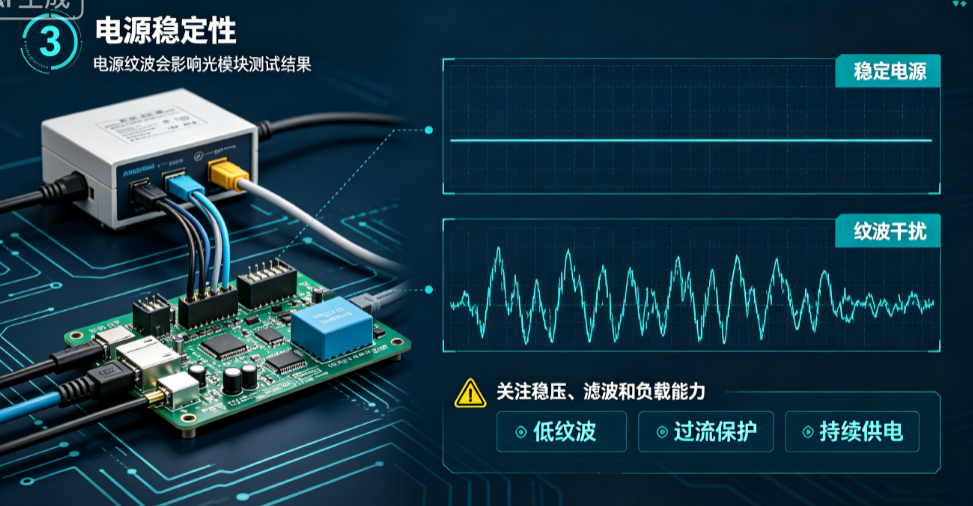 3
电源稳定性
电源纹波会影响光模块测试结果
稳定电源
纹波干扰
关注稳压、滤波和负载能力
低纹波
过流保护
持续供电